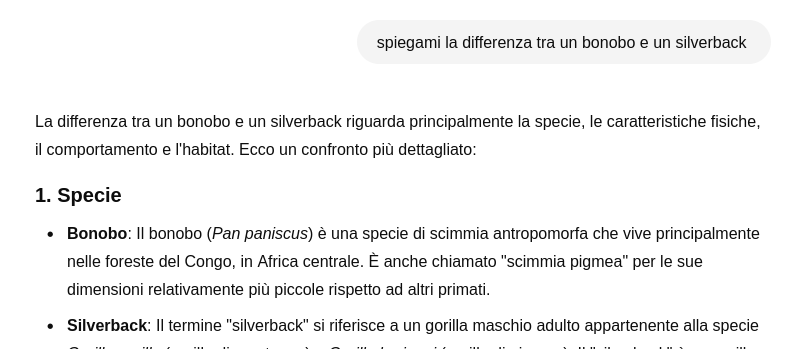 spiegami la differenza tra un bonobo e un silverback
La differenza tra un bonobo e un silverback riguarda principalmente la specie, le caratteristiche fisiche,
il comportamento e l'habitat. Ecco un confronto più dettagliato:
1. Specie
• Bonobo: Il bonobo (Pan paniscus) è una specie di scimmia antropomorfa che vive principalmente
nelle foreste del Congo, in Africa centrale. È anche chiamato "scimmia pigmea" per le sue
dimensioni relativamente più piccole rispetto ad altri primati.
• Silverback: Il termine "silverback" si riferisce a un gorilla maschio adulto appartenente alla specie